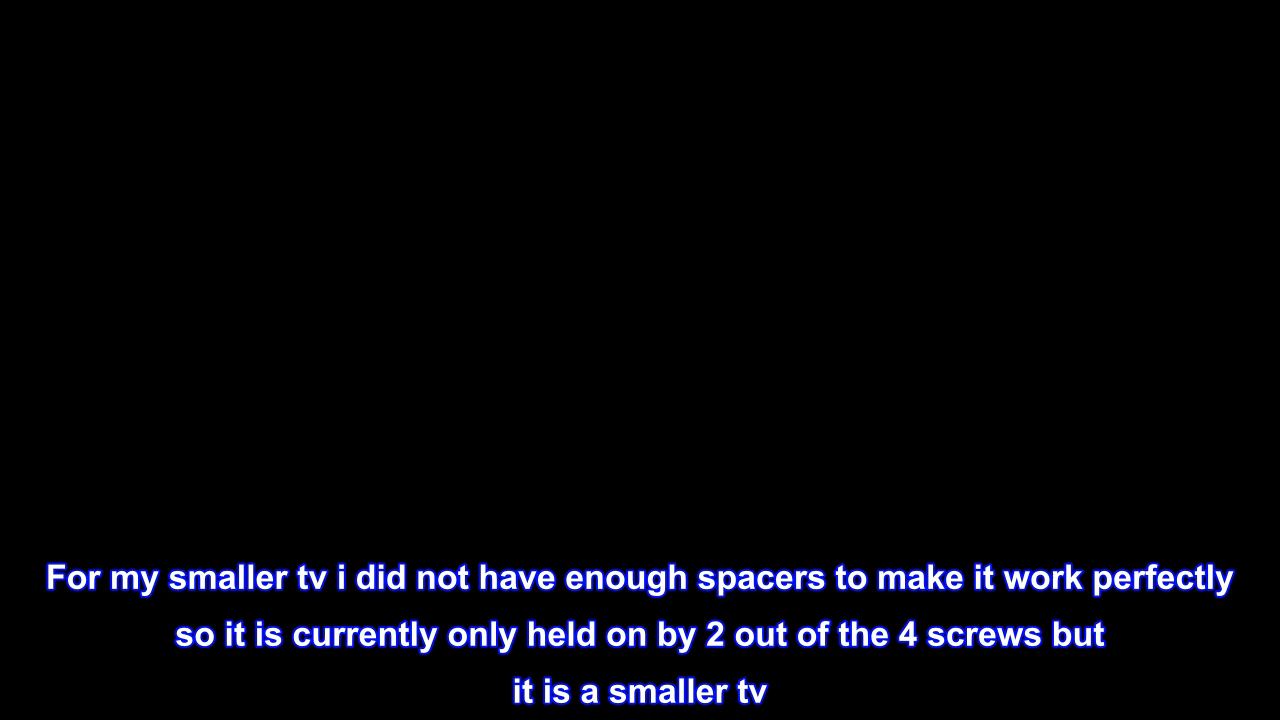 For my smaller tv i did not have enough spacers to make it work perfectly
so it is currently only held on by 2 out of the 4 screws but
it is a smaller tv